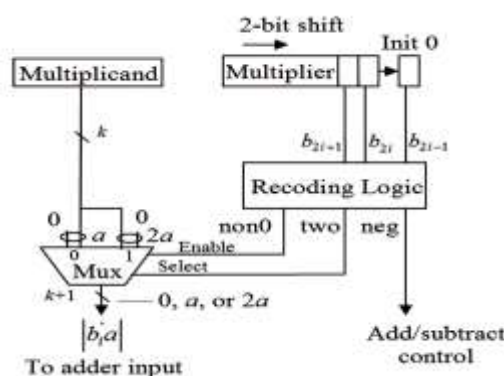 2-bit shift
Init 0
Multiplicand
Multiplier
k
b2i+1 b2i b2i−1
Recoding Logic
0 0
non0 two neg
a 2a
Enable
0 1
Mux
Select
k+1
0, a, or 2a
|b'ia|
Add/subtract
control
To adder input